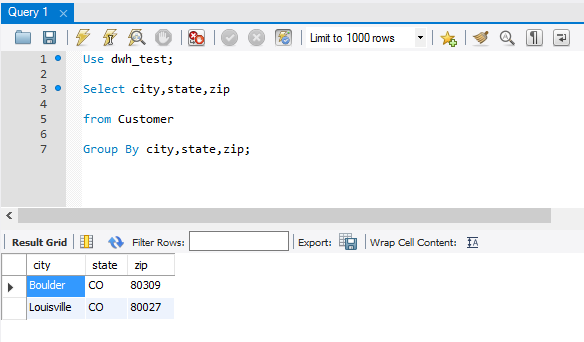 Query 1 ×
Limit to 1000 rows
1 Use dwh_test;
2
3 Select city,state,zip
4
5 from Customer
6
7 Group By city,state,zip;
Result Grid Filter Rows: Export: Wrap Cell Content: IA
city state zip
Boulder CO 80309
Louisville CO 80027